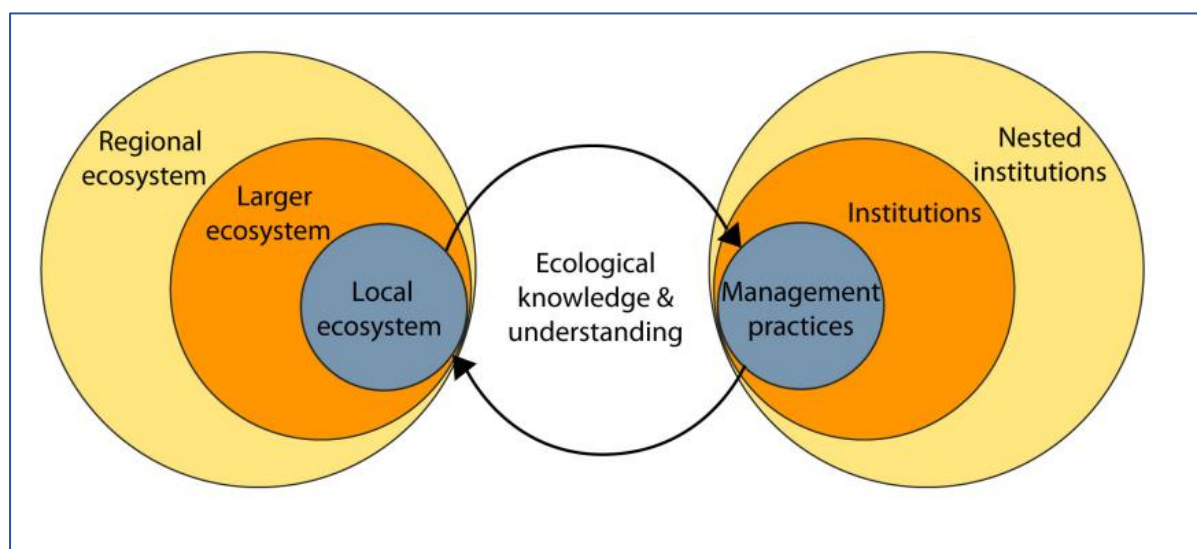 Regional
ecosystem
Larger
ecosystem
Local
ecosystem
Ecological
knowledge &
understanding
Nested
institutions
Institutions
Management
practices